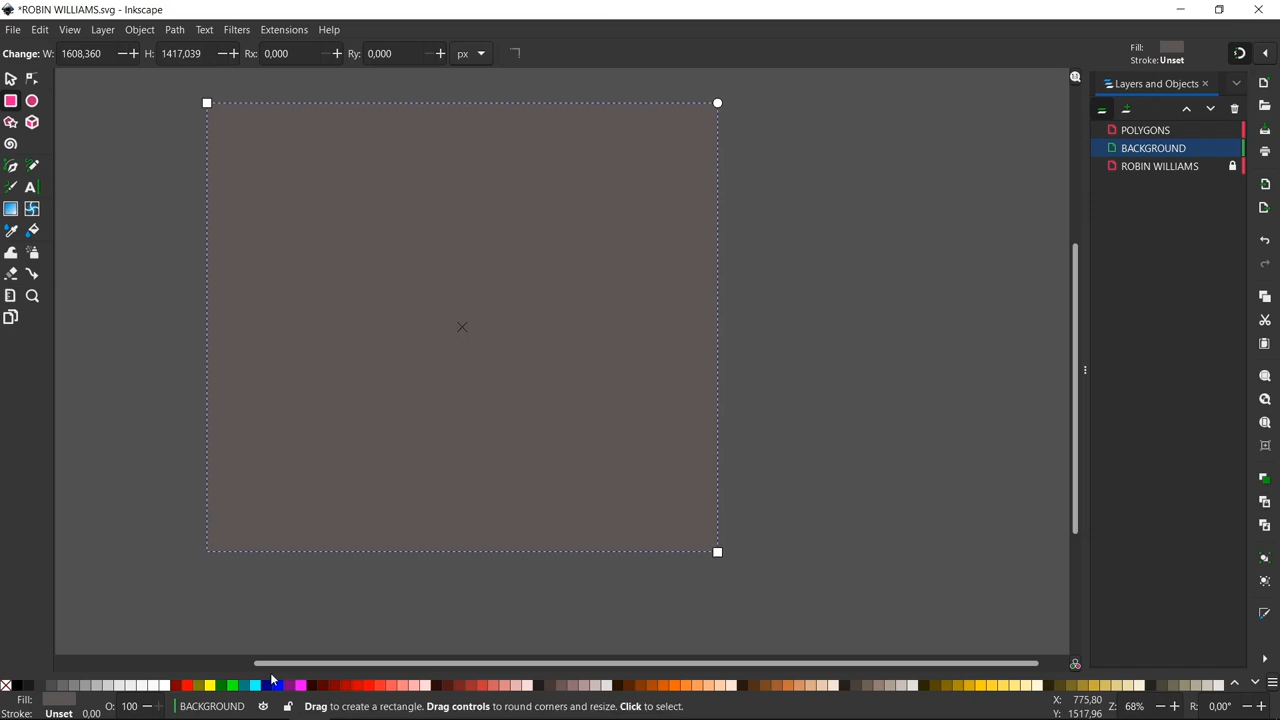 *ROBIN WILLIAMS.svg - Inkscape
File Edit View Layer Object Path Text Filters Extensions Help
Change: W: 1608,360 H: 1417,039 Rx: 0,000 Ry: 0,000 px
Fill:
Stroke: Unset
Layers and Objects
POLYGONS
BACKGROUND
ROBIN WILLIAMS
Fill:
Stroke: Unset 0,00
O: 100
BACKGROUND
Drag to create a rectangle. Drag controls to round corners and resize. Click to select.
X: 775,80
Y: 1517,96
Z: 68%
R: 0,00°